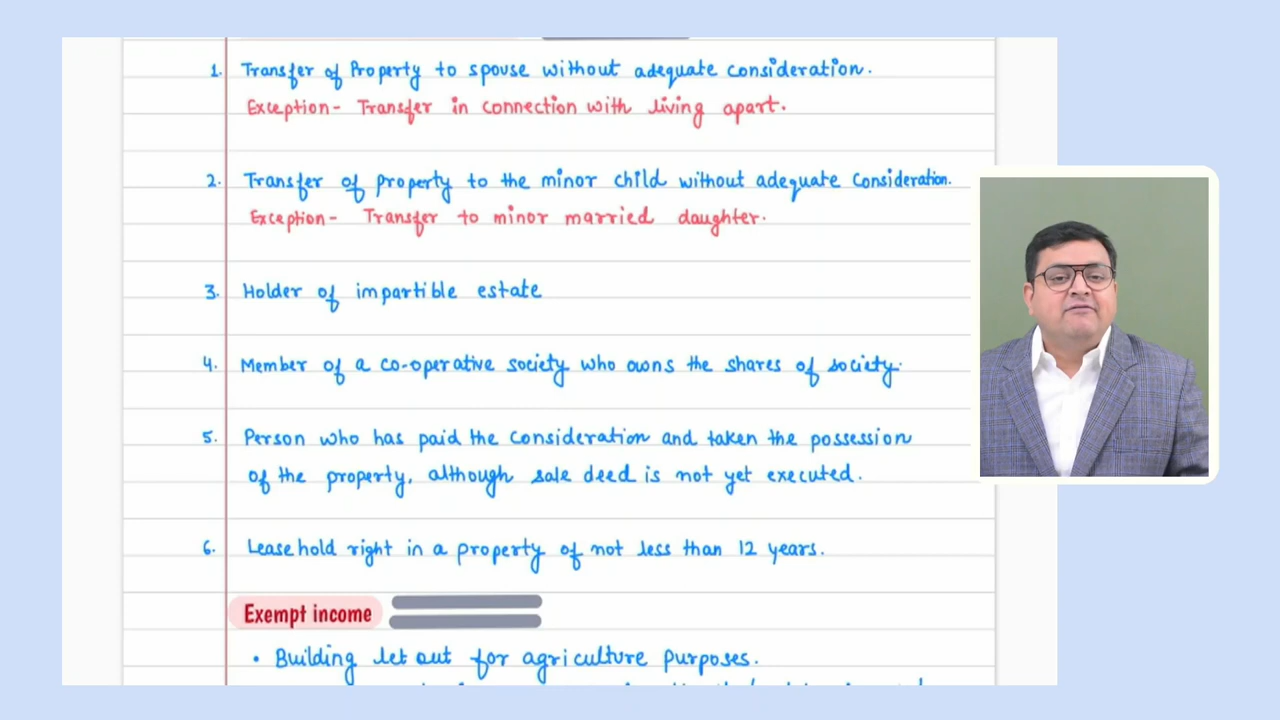 1. Transfer of Property to spouse without adequate consideration.
Exception- Transfer in connection with living apart.
2. Transfer of property to the minor child without adequate Consideration.
Exception- Transfer to minor married daughter.
3. Holder of impartible estate
4. Member of a co-operative society who owns the shares of society.
5. Person who has paid the consideration and taken the possession
of the property, although sale deed is not yet executed.
6. Lease hold right in a property of not less than 12 years.
Exempt income
• Building let out for agriculture purposes.